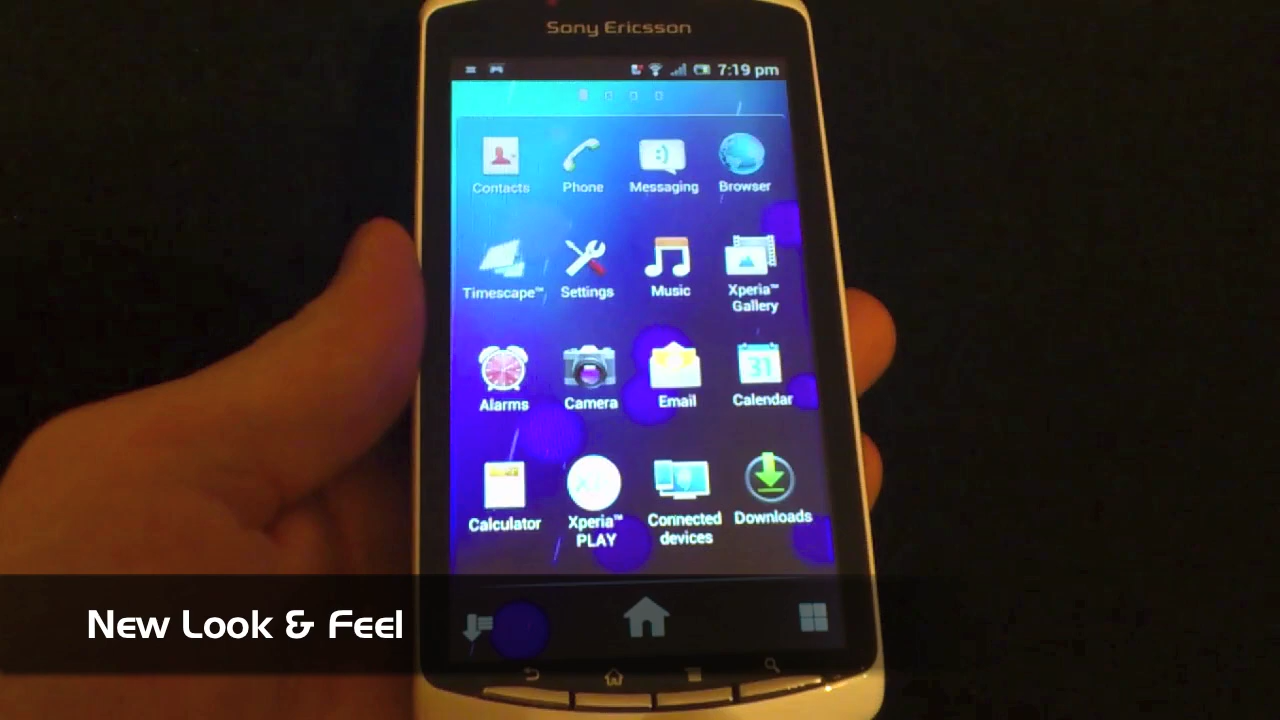 Sony Ericsson
7:19 pm
Contacts Phone Messaging Browser
Timescape™ Settings Music Xperia™
Gallery
31
Alarms Camera Email Calendar
Calculator Xperia™ Connected Downloads
PLAY devices
New Look & Feel